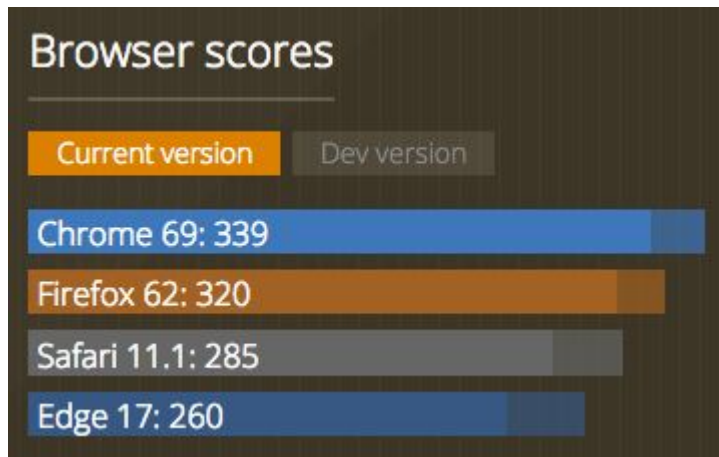 Browser scores
Current version Dev version
Chrome 69: 339
Firefox 62: 320
Safari 11.1: 285
Edge 17: 260